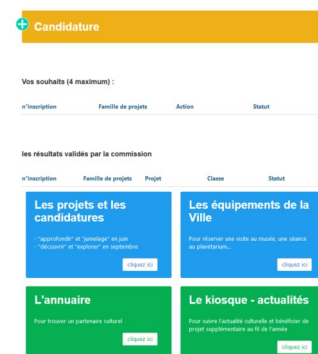 Candidature
Vos souhaits (4 maximum) :
n°inscription Famille de projets Action Statut
les résultats validés par la commission
n°inscription Famille de projets Projet Classe Statut
Les projets et les
candidatures
- "approfondir" et "jumelage" en juin
- "découvrir" et "explorer" en septembre
cliquez ici
Les équipements de la
Ville
Pour réserver une visite au musée, une séance
au planétarium...
cliquez ici
L'annuaire
Pour trouver un partenaire culturel
cliquez ici
Le kiosque - actualités
Pour suivre l'actualité culturelle et bénéficier de
projet supplémentaire au fil de l'année
cliquez ici